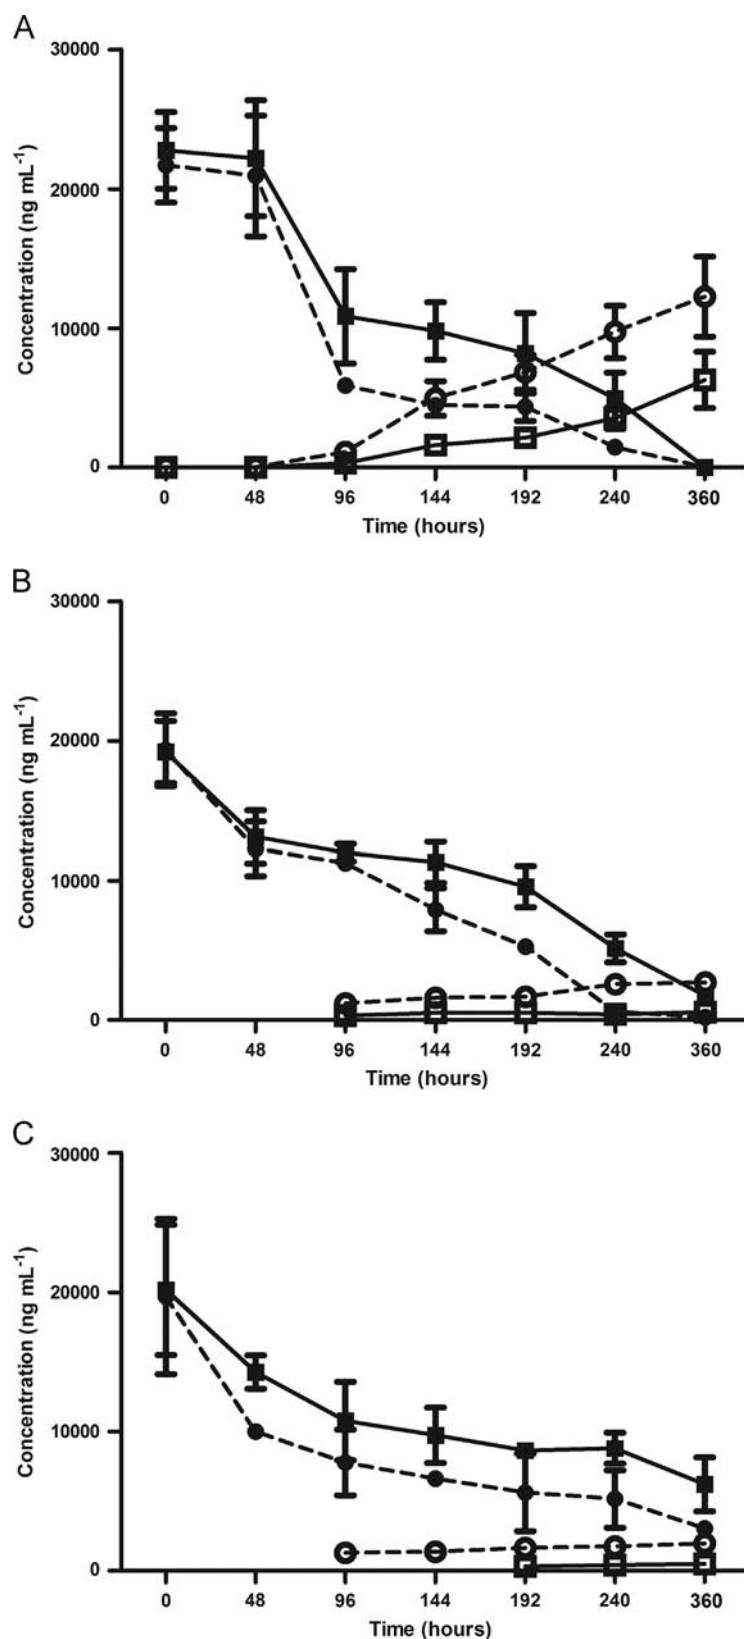 A
30000
20000
10000
0
Concentration (ng mL⁻¹)
0 48 96 144 192 240 360
Time (hours)
B
30000
20000
10000
0
Concentration (ng mL⁻¹)
0 48 96 144 192 240 360
Time (hours)
C
30000
20000
10000
0
Concentration (ng mL⁻¹)
0 48 96 144 192 240 360
Time (hours)